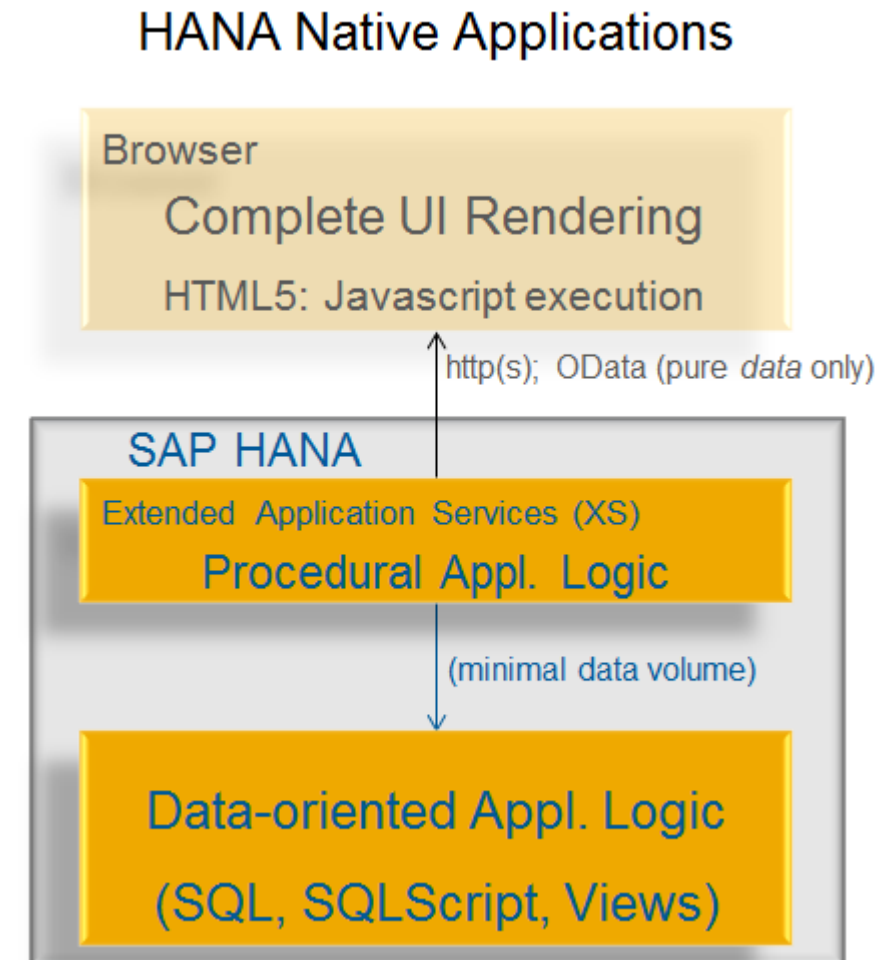 HANA Native Applications
Browser
Complete UI Rendering
HTML5: Javascript execution
http(s); OData (pure data only)
SAP HANA
Extended Application Services (XS)
Procedural Appl. Logic
(minimal data volume)
Data-oriented Appl. Logic
(SQL, SQLScript, Views)